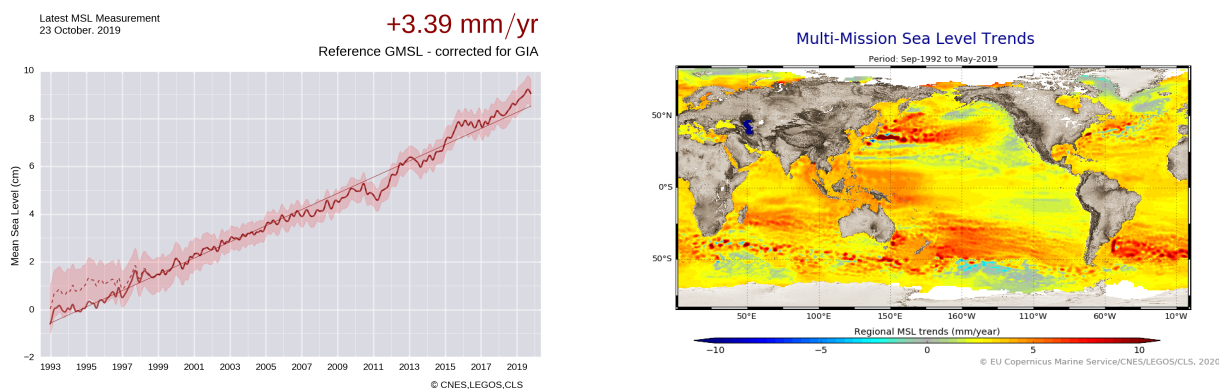 Latest MSL Measurement
23 October. 2019
+3.39 mm/yr
Reference GMSL - corrected for GIA
10
8
6
4
2
0
−2
Mean Sea Level (cm)
1993 1995 1997 1999 2001 2003 2005 2007 2009 2011 2013 2015 2017 2019
© CNES,LEGOS,CLS
Multi-Mission Sea Level Trends
Period: Sep-1992 to May-2019
50°N
0°S
50°S
50°E 100°E 150°E 160°W 110°W 60°W 10°W
Regional MSL trends (mm/year)
−10 −5 0 5 10
© EU Copernicus Marine Service/CNES/LEGOS/CLS, 2020